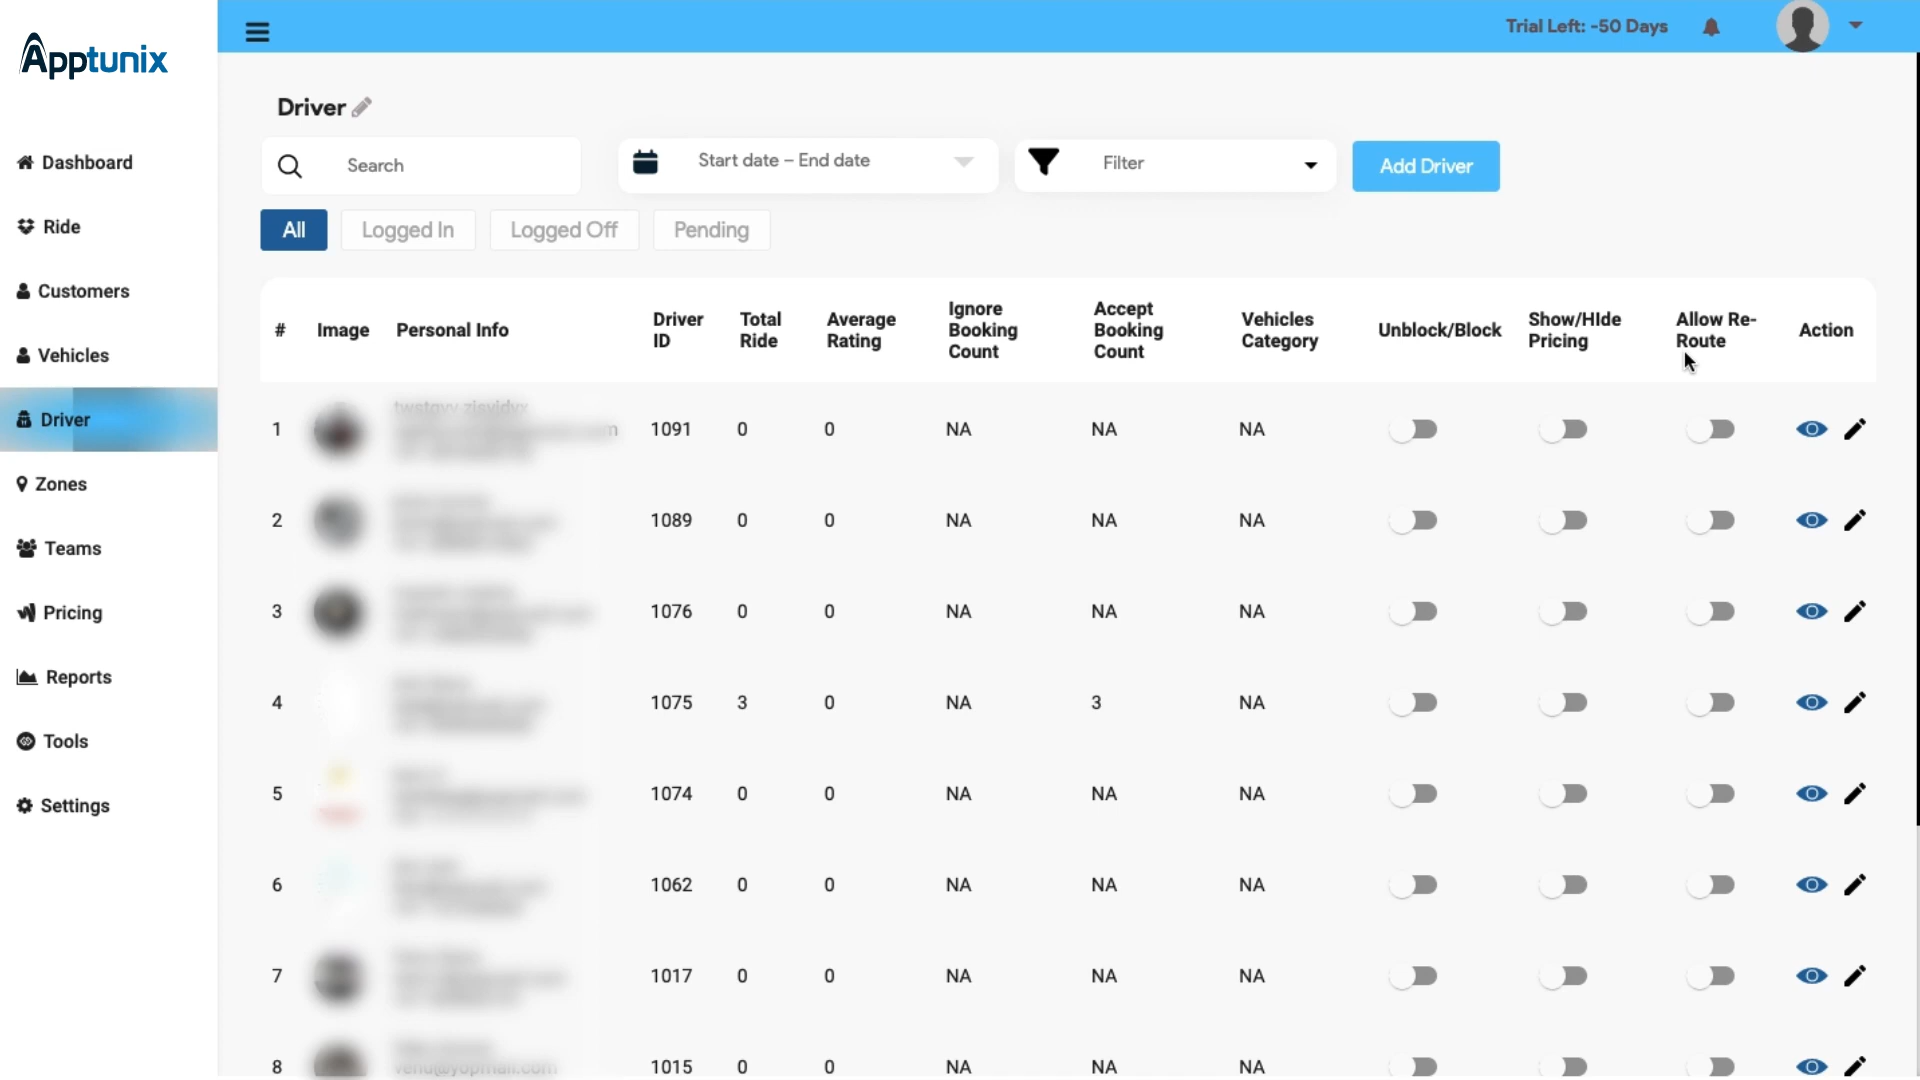 Apptunix
Trial Left: -50 Days
Dashboard
Ride
Customers
Vehicles
Driver
Zones
Teams
Pricing
Reports
Tools
Settings
Driver
Search
Start date – End date
Filter
Add Driver
All
Logged In
Logged Off
Pending
# Image Personal Info Driver ID Total Ride Average Rating Ignore Booking Count Accept Booking Count Vehicles Category Unblock/Block Show/HIde Pricing Allow Re-Route Action
1 1091 0 0 NA NA NA
2 1089 0 0 NA NA NA
3 1076 0 0 NA NA NA
4 1075 3 0 NA 3 NA
5 1074 0 0 NA NA NA
6 1062 0 0 NA NA NA
7 1017 0 0 NA NA NA
8 1015 0 0 NA NA NA